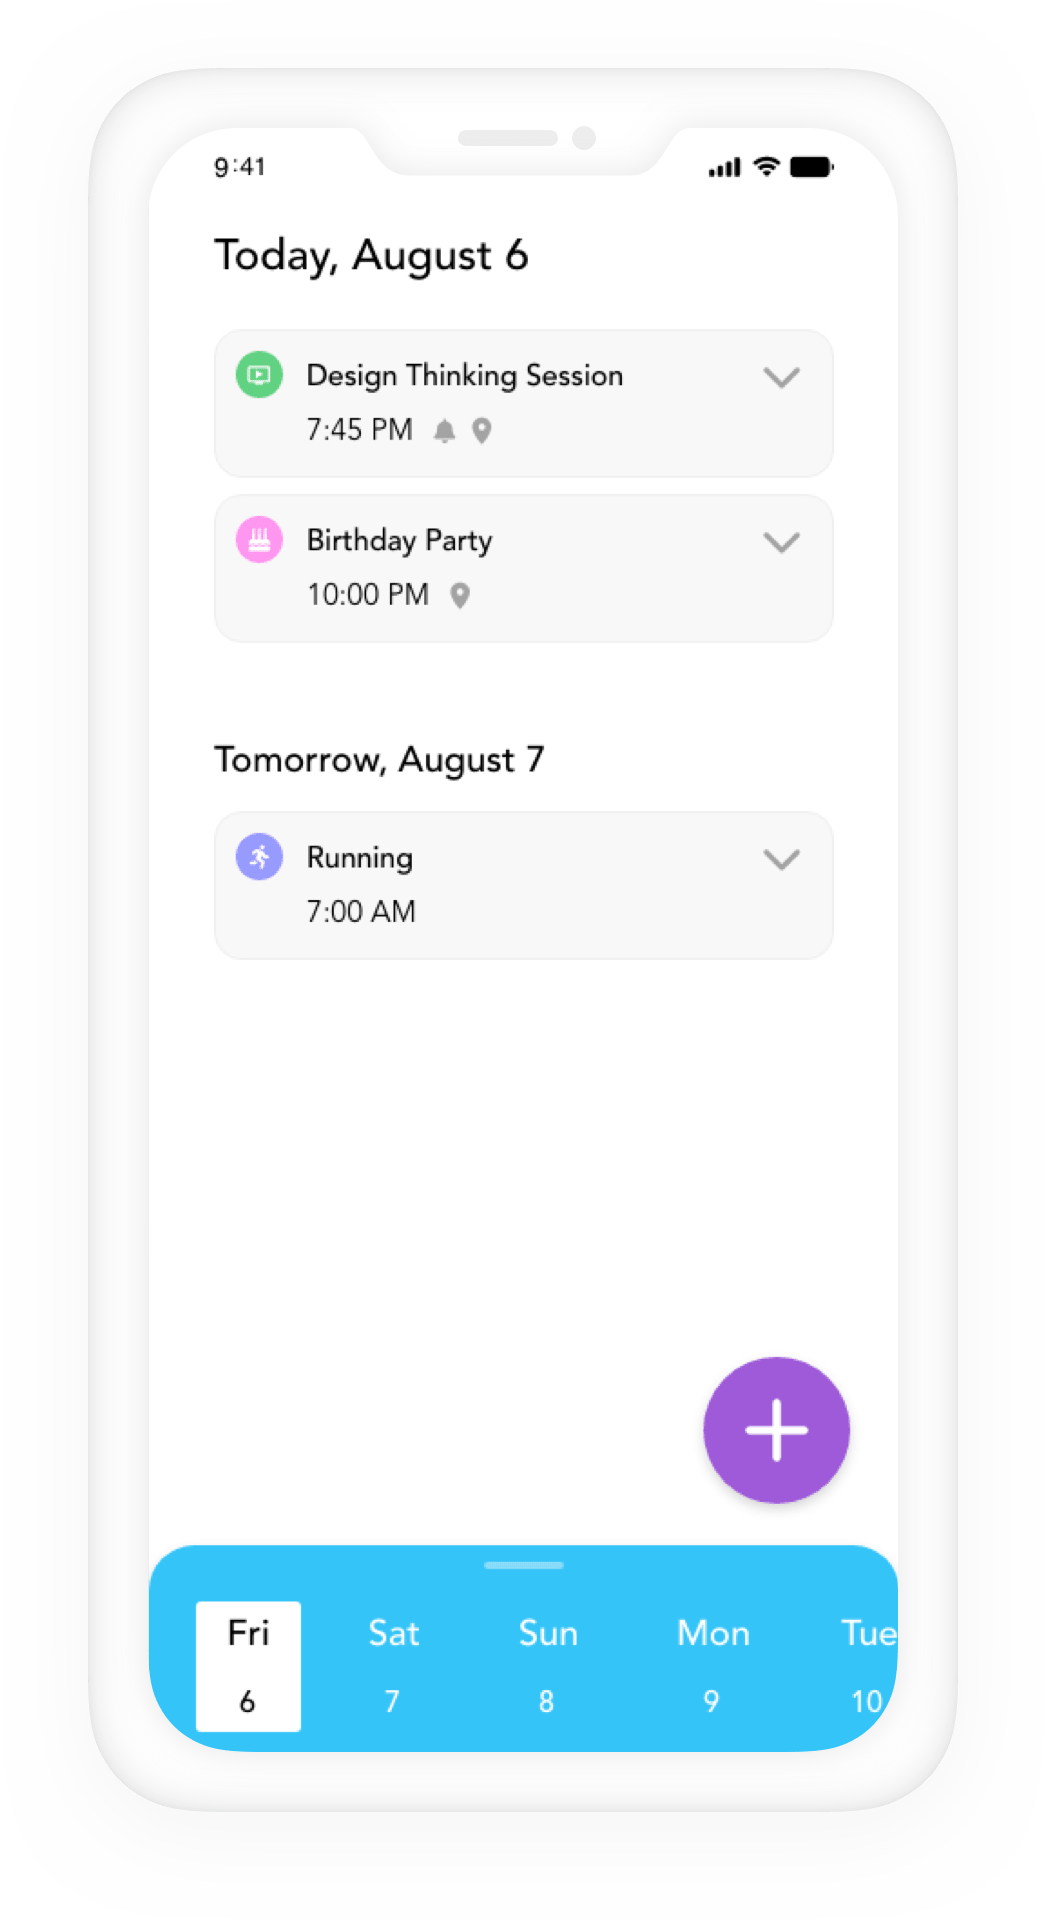 9:41
Today, August 6
Design Thinking Session
7:45 PM
Birthday Party
10:00 PM
Tomorrow, August 7
Running
7:00 AM
Fri Sat Sun Mon Tue
6 7 8 9 10